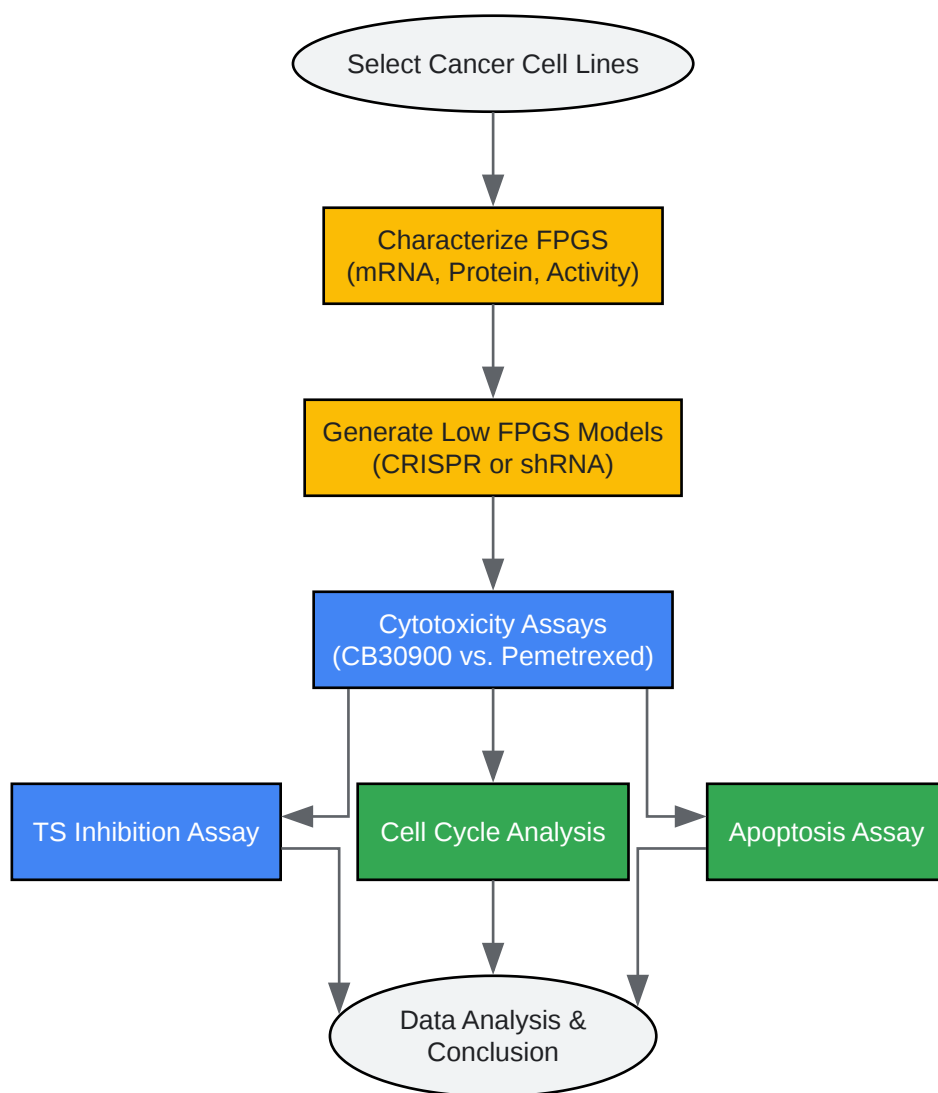 Select Cancer Cell Lines
Characterize FPGS
(mRNA, Protein, Activity)
Generate Low FPGS Models
(CRISPR or shRNA)
Cytotoxicity Assays
(CB30900 vs. Pemetrexed)
TS Inhibition Assay
Cell Cycle Analysis
Apoptosis Assay
Data Analysis &
Conclusion